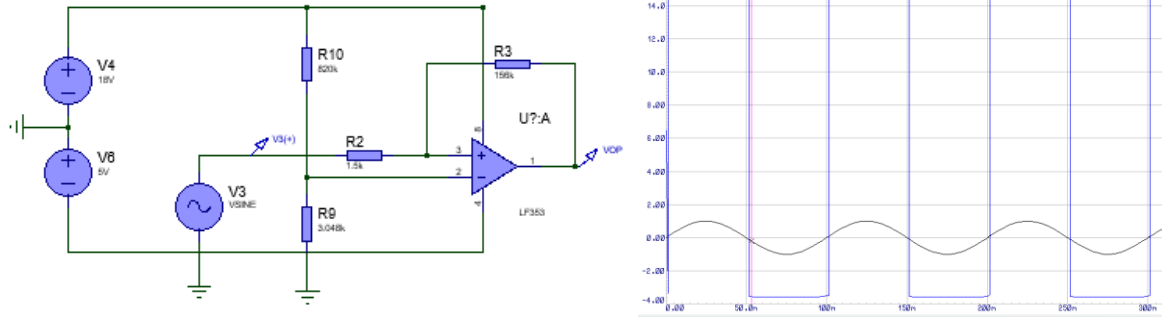 V4
18V
V6
5V
V3
VSINE
V3(+)
R10
820k
R2
1.5k
R9
3.048k
R3
156k
U?:A
8
3
2
1
4
LF353
VOP
14.0
12.0
10.0
8.00
6.00
4.00
2.00
0.00
-2.00
-4.00
0.00
50.0m
100m
150m
200m
250m
300m